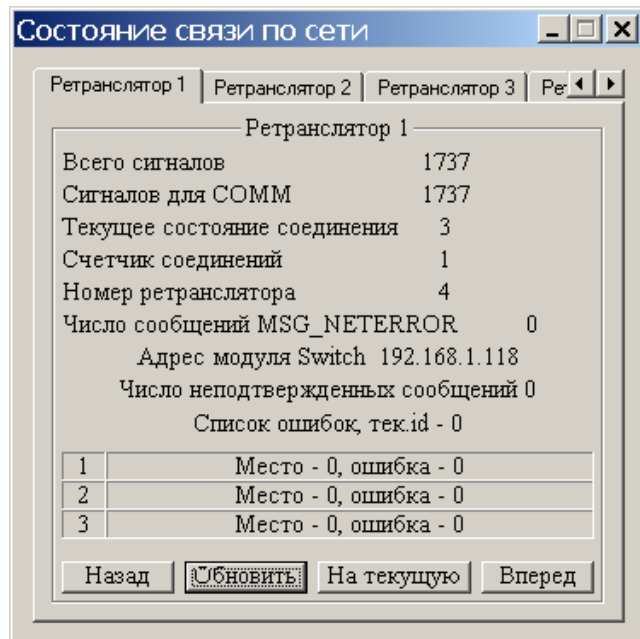 Состояние связи по сети
Ретранслятор 1 Ретранслятор 2 Ретранслятор 3
Ретранслятор 1
Всего сигналов 1737
Сигналов для COMM 1737
Текущее состояние соединения 3
Счетчик соединений 1
Номер ретранслятора 4
Число сообщений MSG_NETERROR 0
Адрес модуля Switch 192.168.1.118
Число неподтвержденных сообщений 0
Список ошибок, тек.id - 0
1 Место - 0, ошибка - 0
2 Место - 0, ошибка - 0
3 Место - 0, ошибка - 0
Назад Обновить На текущую Вперед